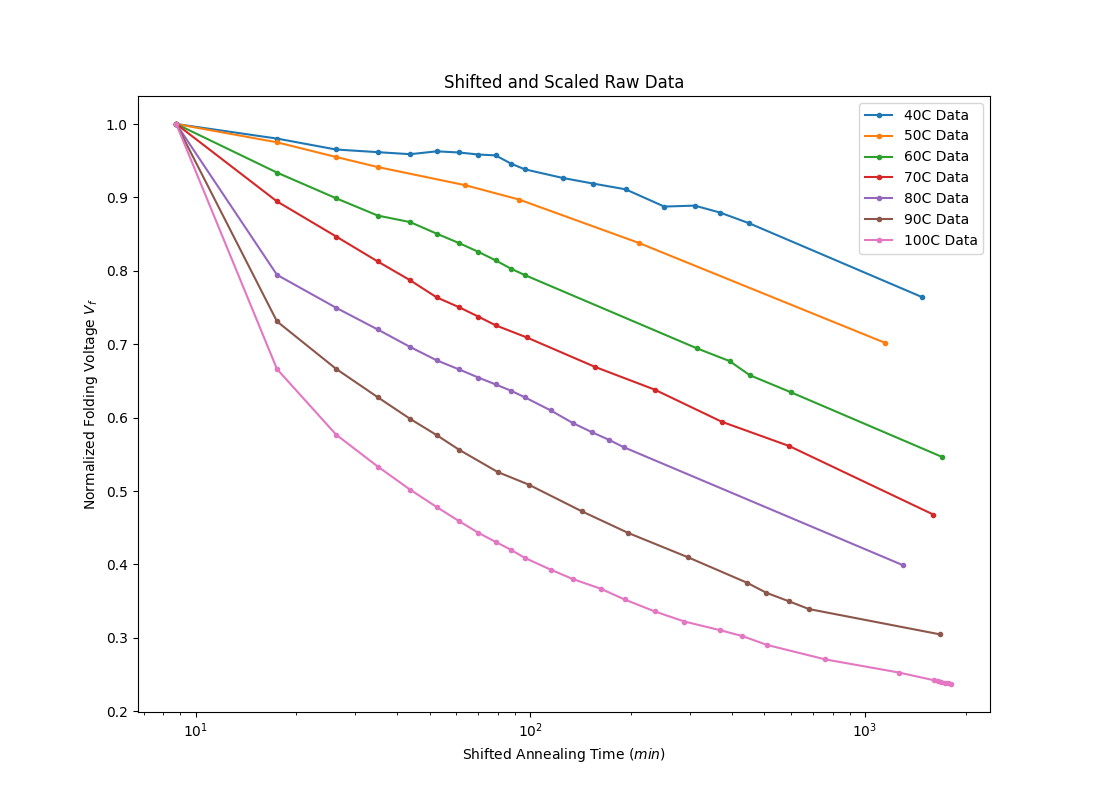 Shifted and Scaled Raw Data
40C Data
50C Data
60C Data
70C Data
80C Data
90C Data
100C Data
Normalized Folding Voltage $V_f$
1.0
0.9
0.8
0.7
0.6
0.5
0.4
0.3
0.2
10¹ 10² 10³
Shifted Annealing Time (min)